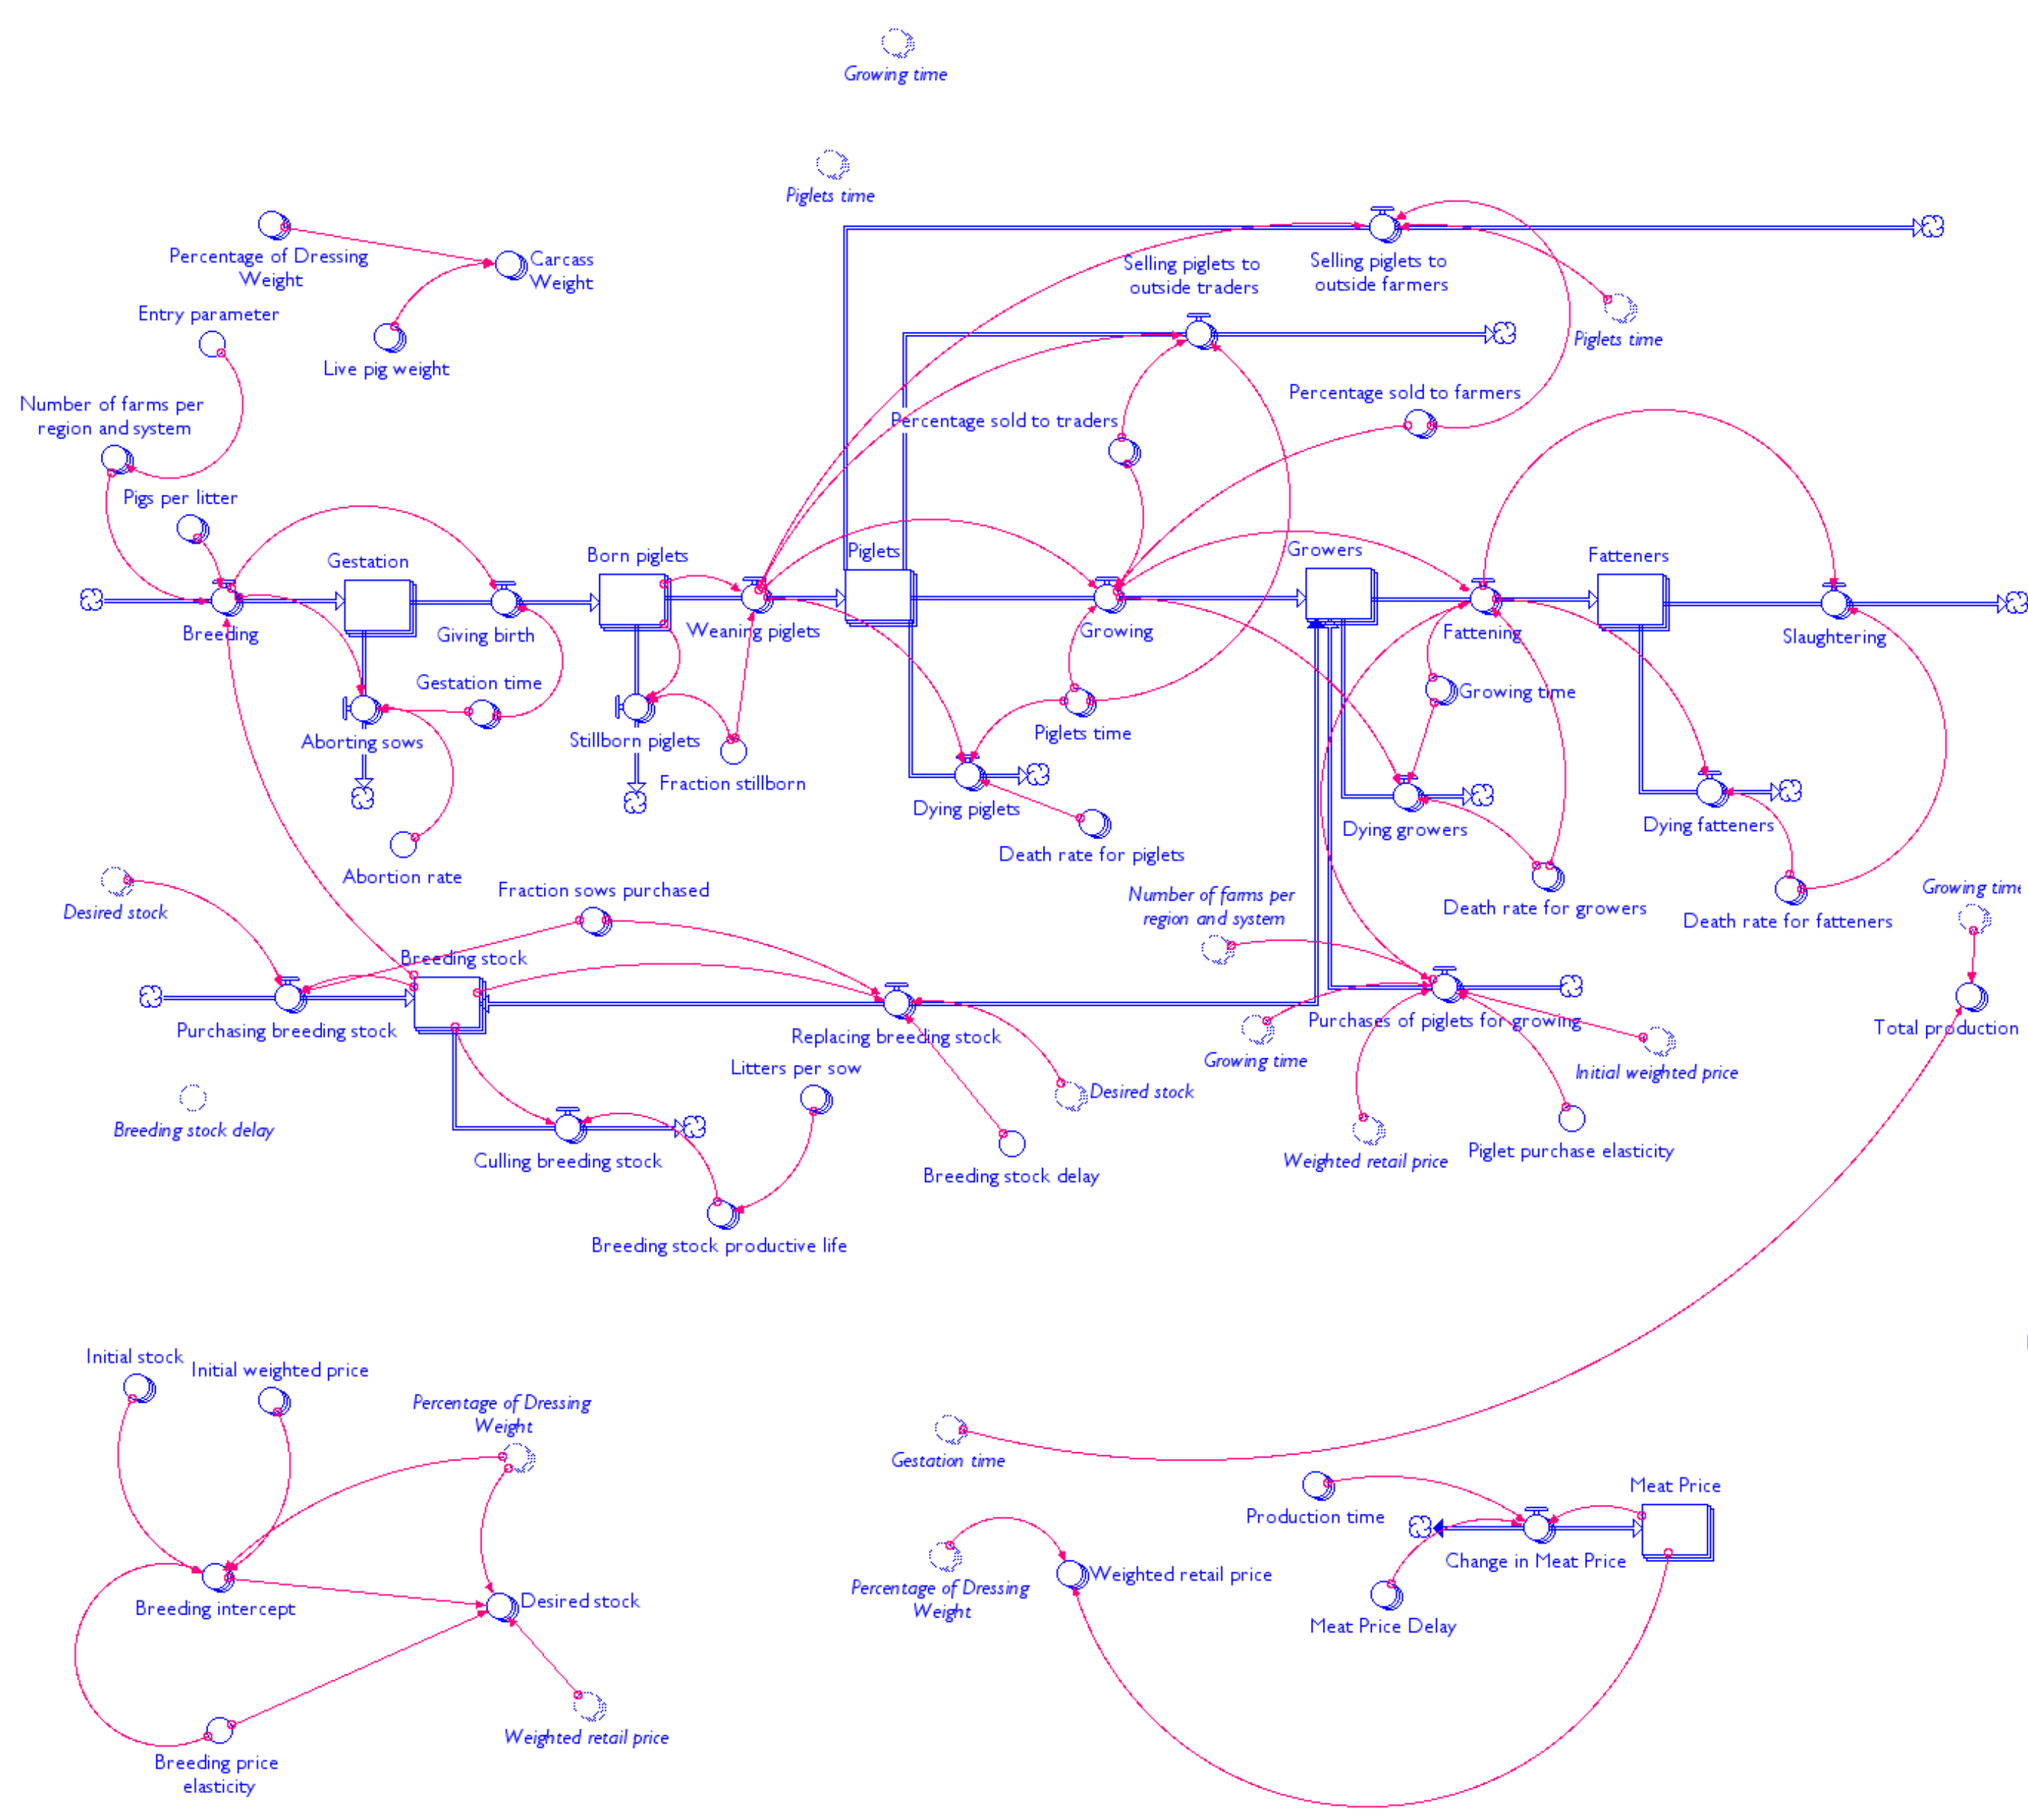 Growing time
Piglets time
Percentage of Dressing
Weight
Carcass
Weight
Selling piglets to
outside traders
Selling piglets to
outside farmers
Entry parameter
Live pig weight
Piglets time
Number of farms per
region and system
Percentage sold to traders
Percentage sold to farmers
Pigs per litter
Gestation
Born piglets
Piglets
Growers
Fatteners
Breeding
Giving birth
Weaning piglets
Growing
Fattening
Slaughtering
Gestation time
Growing time
Aborting sows
Stillborn piglets
Piglets time
Fraction stillborn
Dying piglets
Dying growers
Dying fatteners
Death rate for piglets
Abortion rate
Fraction sows purchased
Number of farms per
region and system
Death rate for growers
Death rate for fatteners
Growing time
Desired stock
Breeding stock
Purchasing breeding stock
Replacing breeding stock
Purchases of piglets for growing
Total production
Growing time
Initial weighted price
Litters per sow
Desired stock
Breeding stock delay
Culling breeding stock
Breeding stock delay
Weighted retail price
Piglet purchase elasticity
Breeding stock productive life
Initial stock
Initial weighted price
Percentage of Dressing
Weight
Gestation time
Production time
Meat Price
Change in Meat Price
Percentage of Dressing
Weight
Weighted retail price
Meat Price Delay
Breeding intercept
Desired stock
Weighted retail price
Breeding price
elasticity